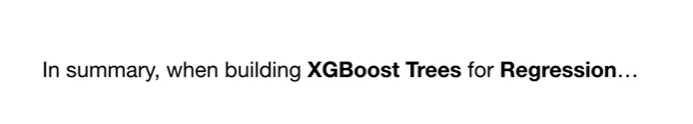 In summary, when building XGBoost Trees for Regression…